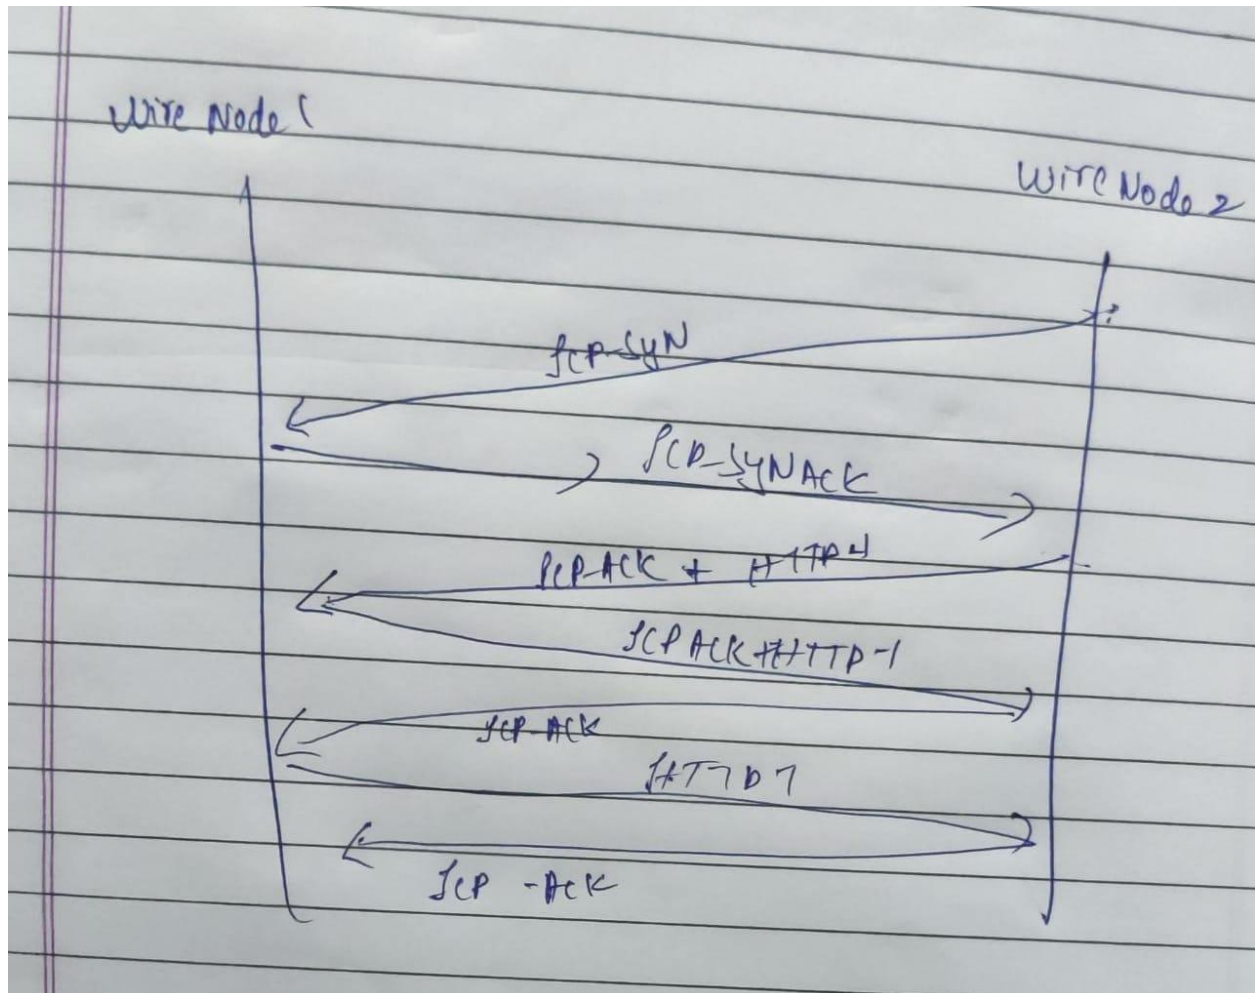 Wire Node 1
Wire Node 2
TCP-SYN
TCP-SYNACK
TCP-ACK + HTTP
TCP ACK+HTTP-1
TCP-ACK
TCP -ACK